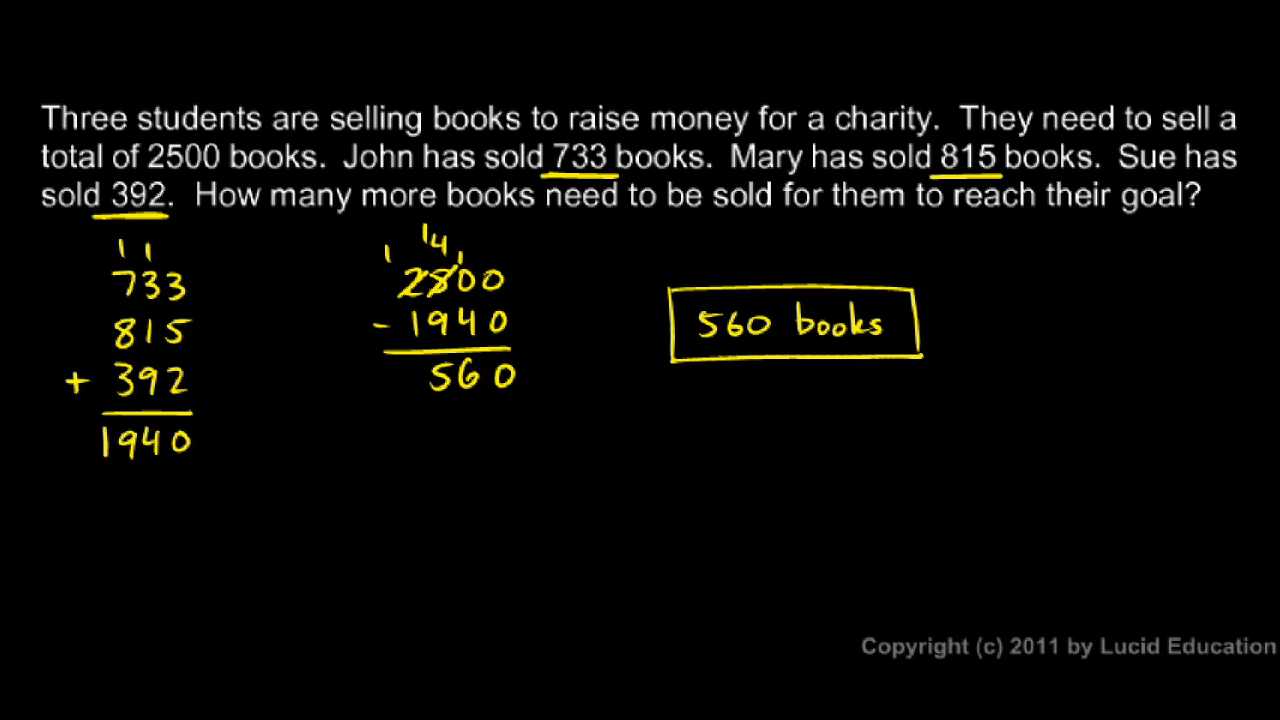 Three students are selling books to raise money for a charity. They need to sell a
total of 2500 books. John has sold 733 books. Mary has sold 815 books. Sue has
sold 392. How many more books need to be sold for them to reach their goal?
1 1
733
815
+ 392
1940
1 14 1
2500
- 1940
560
560 books
Copyright (c) 2011 by Lucid Education